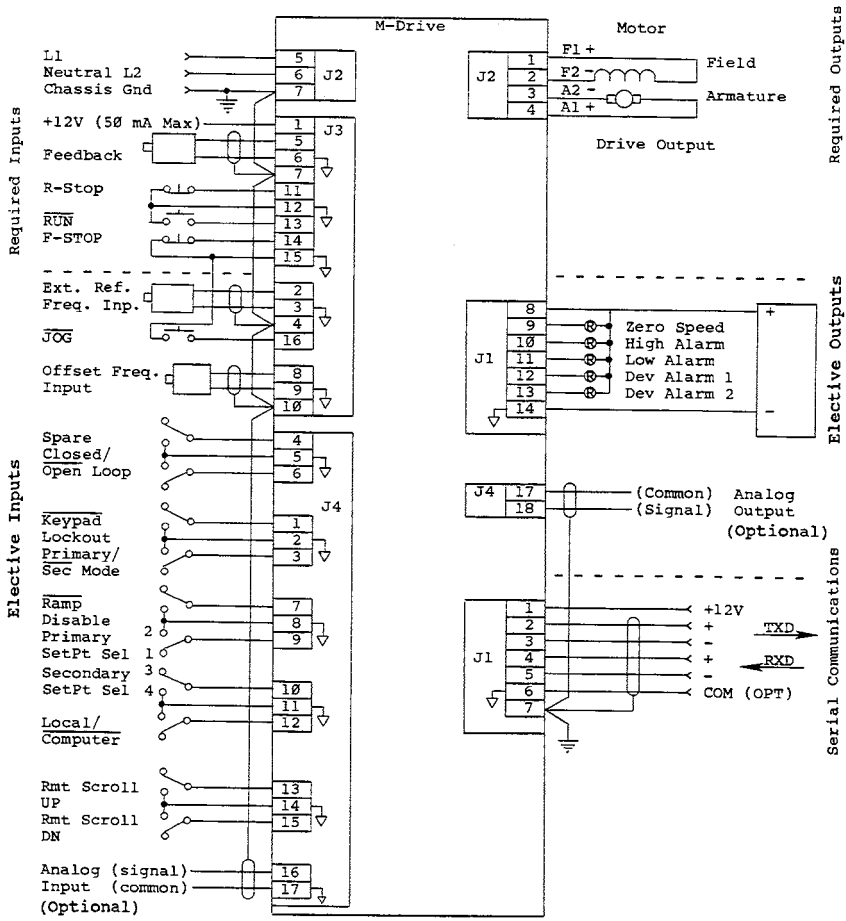 M-Drive
Required Inputs
L1 5
Neutral L2 6 J2
Chassis Gnd 7
+12V (50 mA Max) 1 J3
5
Feedback 6
7
R-Stop 11
12
RUN 13
F-STOP 14
15
Ext. Ref. 2
Freq. Inp. 3
4
JOG 16
Offset Freq. 8
Input 9
10
Elective Inputs
Spare 4
Closed/ 5
Open Loop 6
J4
Keypad 1
Lockout 2
Primary/ 3
Sec Mode
Ramp 7
Disable 8
Primary 2 9
SetPt Sel 1
Secondary 3
SetPt Sel 4 10
11
Local/ 12
Computer
Rmt Scroll 13
UP 14
Rmt Scroll 15
DN
Analog (signal) 16
Input (common) 17
(Optional)
Motor
Required Outputs
1 F1 + Field
J2 2 F2 -
3 A2 - Armature
4 A1 +
Drive Output
Elective Outputs
8 +
9 R Zero Speed
10 R High Alarm
J1 11 R Low Alarm
12 R Dev Alarm 1
13 R Dev Alarm 2
14 -
J4 17 (Common) Analog
18 (Signal) Output
(Optional)
Serial Communications
1 +12V
2 + TXD
3 -
J1 4 + RXD
5 -
6 COM (OPT)
7